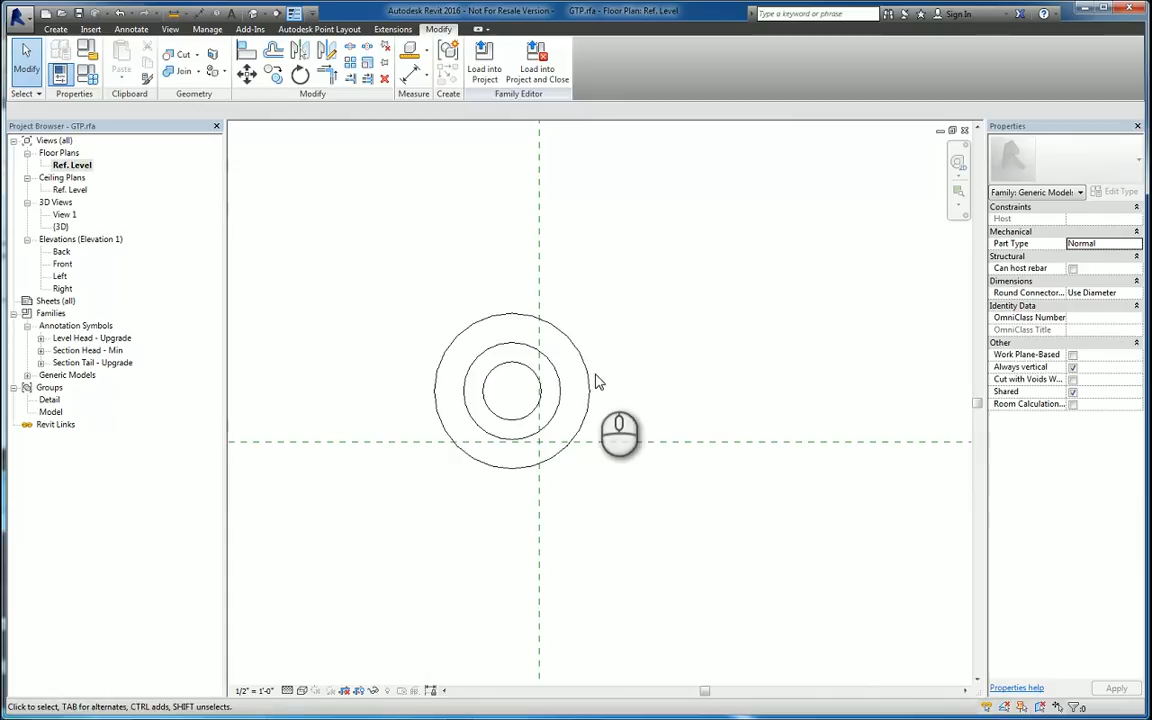 Autodesk Revit 2016 - Not For Resale Version - GTP.rfa - Floor Plan: Ref. Level
Type a keyword or phrase
Sign In
Create Insert Annotate View Manage Add-Ins Autodesk Point Layout Extensions Modify
Modify
Paste
Cut
Join
Load into
Project
Load into
Project and Close
Select Properties Clipboard Geometry Modify Measure Create Family Editor
Project Browser - GTP.rfa
Views (all)
Floor Plans
Ref. Level
Ceiling Plans
Ref. Level
3D Views
View 1
{3D}
Elevations (Elevation 1)
Back
Front
Left
Right
Sheets (all)
Families
Annotation Symbols
Level Head - Upgrade
Section Head - Min
Section Tail - Upgrade
Generic Models
Groups
Detail
Model
Revit Links
Properties
Family: Generic Model:
Edit Type
Constraints
Host
Mechanical
Part Type Normal
Structural
Can host rebar
Dimensions
Round Connector... Use Diameter
Identity Data
OmniClass Number
OmniClass Title
Other
Work Plane-Based
Always vertical
Cut with Voids W...
Shared
Room Calculation...
Properties help
Apply
1/2" = 1'-0"
Click to select, TAB for alternates, CTRL adds, SHIFT unselects.
:0